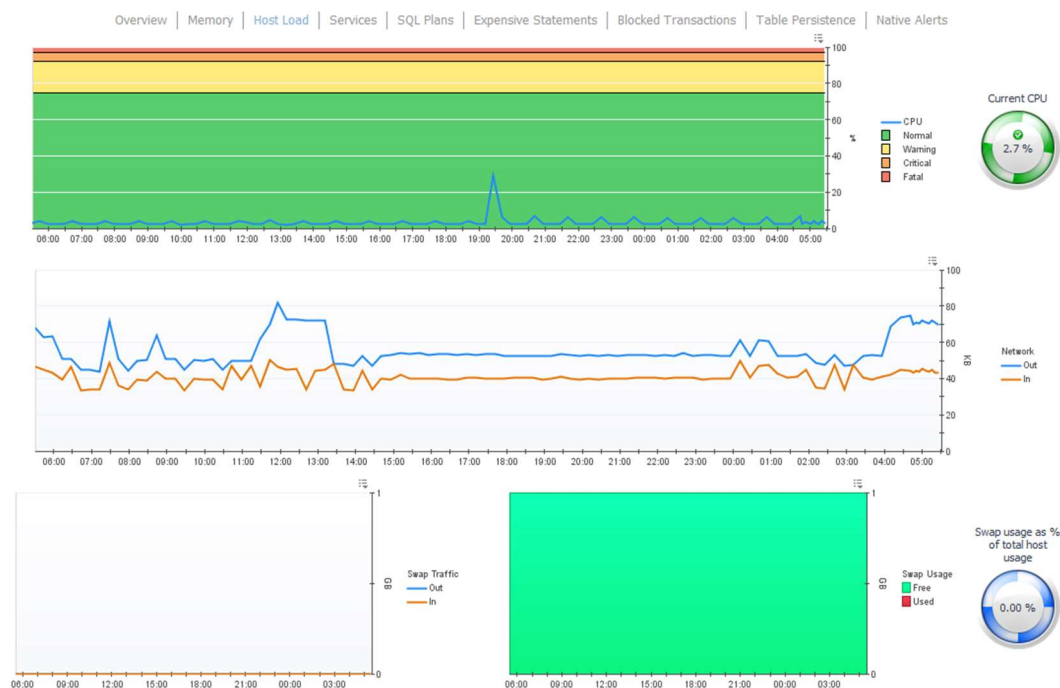 Overview | Memory | Host Load | Services | SQL Plans | Expensive Statements | Blocked Transactions | Table Persistence | Native Alerts
100
80
60
40
20
0
%
CPU
Normal
Warning
Critical
Fatal
Current CPU
2.7 %
06:00 07:00 08:00 09:00 10:00 11:00 12:00 13:00 14:00 15:00 16:00 17:00 18:00 19:00 20:00 21:00 22:00 23:00 00:00 01:00 02:00 03:00 04:00 05:00
100
80
60
40
20
0
KB
Network
Out
In
06:00 07:00 08:00 09:00 10:00 11:00 12:00 13:00 14:00 15:00 16:00 17:00 18:00 19:00 20:00 21:00 22:00 23:00 00:00 01:00 02:00 03:00 04:00 05:00
1
0
GB
Swap Traffic
Out
In
06:00 09:00 12:00 15:00 18:00 21:00 00:00 03:00
1
0
GB
Swap Usage
Free
Used
06:00 09:00 12:00 15:00 18:00 21:00 00:00 03:00
Swap usage as %
of total host
usage
0.00 %